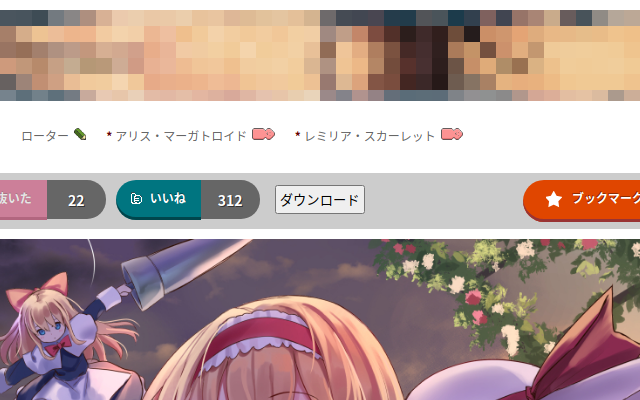 ローター * アリス・マーガトロイド * レミリア・スカーレット
抜いた 22 いいね 312 ダウンロード ブックマーク